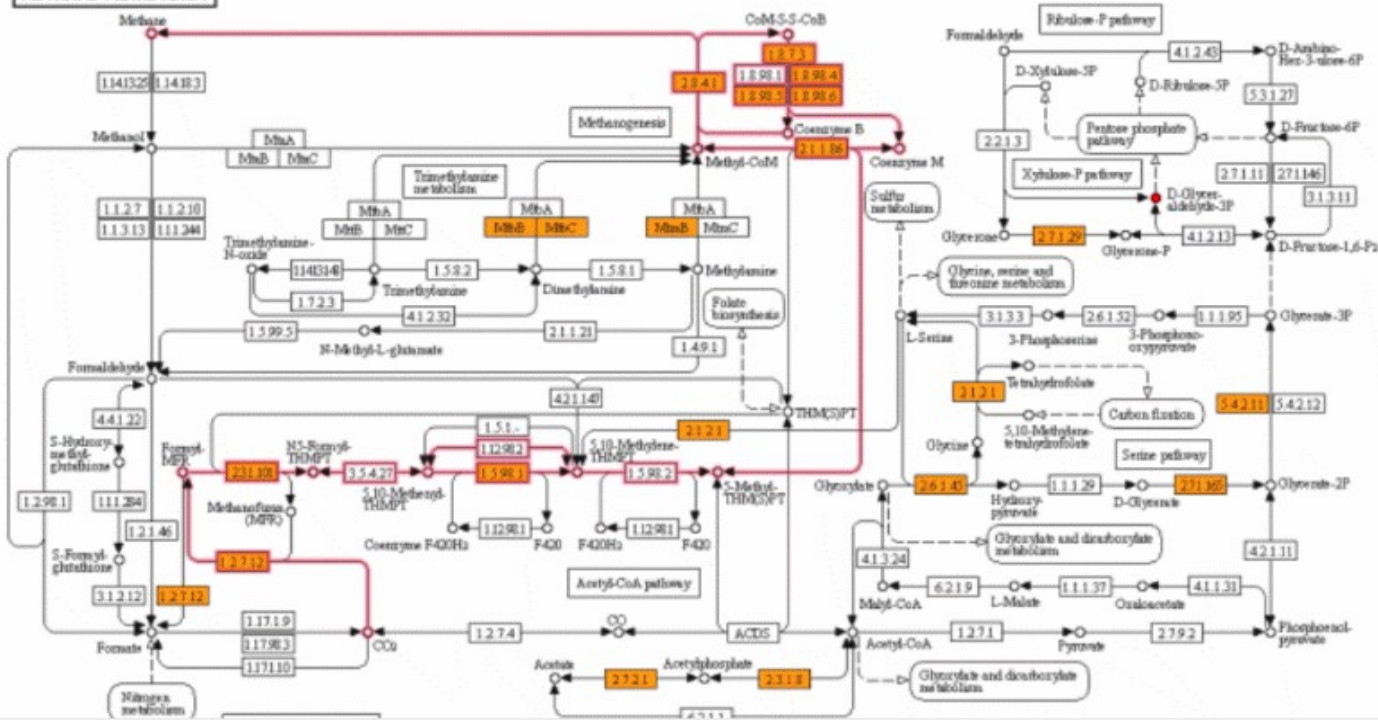 Methane
CoM-S-S-CoB
Ribulose-P pathway
Formaldehyde
4.1.2.43
D-Arabino-
Hex-3-ulose-6P
1.8.7.3
1.14.13.25 1.14.18.3
2.8.4.1
1.8.98.1 1.8.98.4
1.8.98.5 1.8.98.6
D-Xylulose-5P
D-Ribulose-5P
5.3.1.27
Methanogenesis
Coenzyme B
Pentose phosphate
pathway
D-Fructose-6P
Methanol
MtaA
MtaB MtaC
Methyl-CoM
2.1.1.86
Coenzyme M
2.2.1.3
Trimethylamine
metabolism
Xylulose-P pathway
2.7.1.11 2.7.1.146
3.1.3.11
Sulfur
metabolism
D-Glycer-
aldehyde-3P
1.1.2.7 1.1.2.10
1.1.3.13 1.1.1.244
MtbA
MttB MttC
MtbA
MtbB MtbC
MtbA
MtmB MtmC
Glycerone
2.7.1.29
Glycerone-P
4.1.2.13
D-Fructose-1,6-P2
Trimethylamine-
N-oxide
1.14.13.148
Trimethylamine
1.5.8.2
Dimethylamine
1.5.8.1
Methylamine
1.7.2.3
4.1.2.32
Glycine, serine and
threonine metabolism
Folate
biosynthesis
1.5.99.5
N-Methyl-L-glutamate
2.1.1.21
1.4.9.1
L-Serine
3.1.3.3
3-Phosphoserine
2.6.1.52
3-Phosphono-
oxypyruvate
1.1.1.95
Glycerate-3P
Formaldehyde
4.2.1.147
THM(S)PT
2.1.2.1
Tetrahydrofolate
Carbon fixation
5.4.2.11 5.4.2.12
4.4.1.22
1.5.1.-
1.12.98.2
2.1.2.1
5,10-Methylene-
tetrahydrofolate
S-Hydroxy-
methyl-
glutathione
Formyl-
MFR
2.3.1.101
N5-Formyl-
THMPT
3.5.4.27
5,10-Methenyl-
THMPT
1.5.98.1
5,10-Methylene-
THMPT
1.5.98.2
5-Methyl-
THM(S)PT
Glycine
Serine pathway
Glyoxylate
2.6.1.45
Hydroxy-
pyruvate
1.1.1.29
D-Glycerate
2.7.1.165
Glycerate-2P
1.2.98.1
1.1.1.284
Methanofuran
(MFR)
1.2.1.46
1.12.98.1
Coenzyme F420H2
F420
1.12.98.1
F420H2
F420
Glyoxylate and dicarboxylate
metabolism
S-Formyl-
glutathione
1.2.7.12
4.1.3.24
4.2.1.11
Acetyl-CoA pathway
3.1.2.12
1.2.7.12
Malyl-CoA
6.2.1.9
L-Malate
1.1.1.37
Oxaloacetate
4.1.1.31
Formate
1.17.1.9
1.17.98.3
1.17.1.10
CO2
1.2.7.4
CO
ACDS
Acetyl-CoA
1.2.7.1
Pyruvate
2.7.9.2
Phosphoenol-
pyruvate
Nitrogen
metabolism
Acetate
2.7.2.1
Acetylphosphate
2.3.1.8
Glyoxylate and dicarboxylate
metabolism